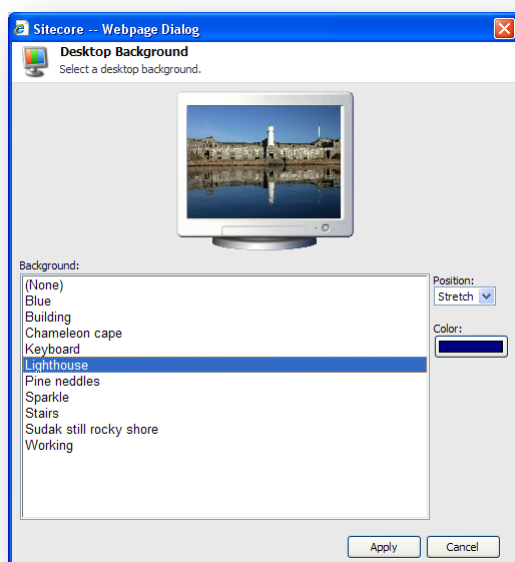 Sitecore -- Webpage Dialog
Desktop Background
Select a desktop background.
Background:
(None)
Blue
Building
Chameleon cape
Keyboard
Lighthouse
Pine neddles
Sparkle
Stairs
Sudak still rocky shore
Working
Position:
Stretch
Color:
Apply
Cancel